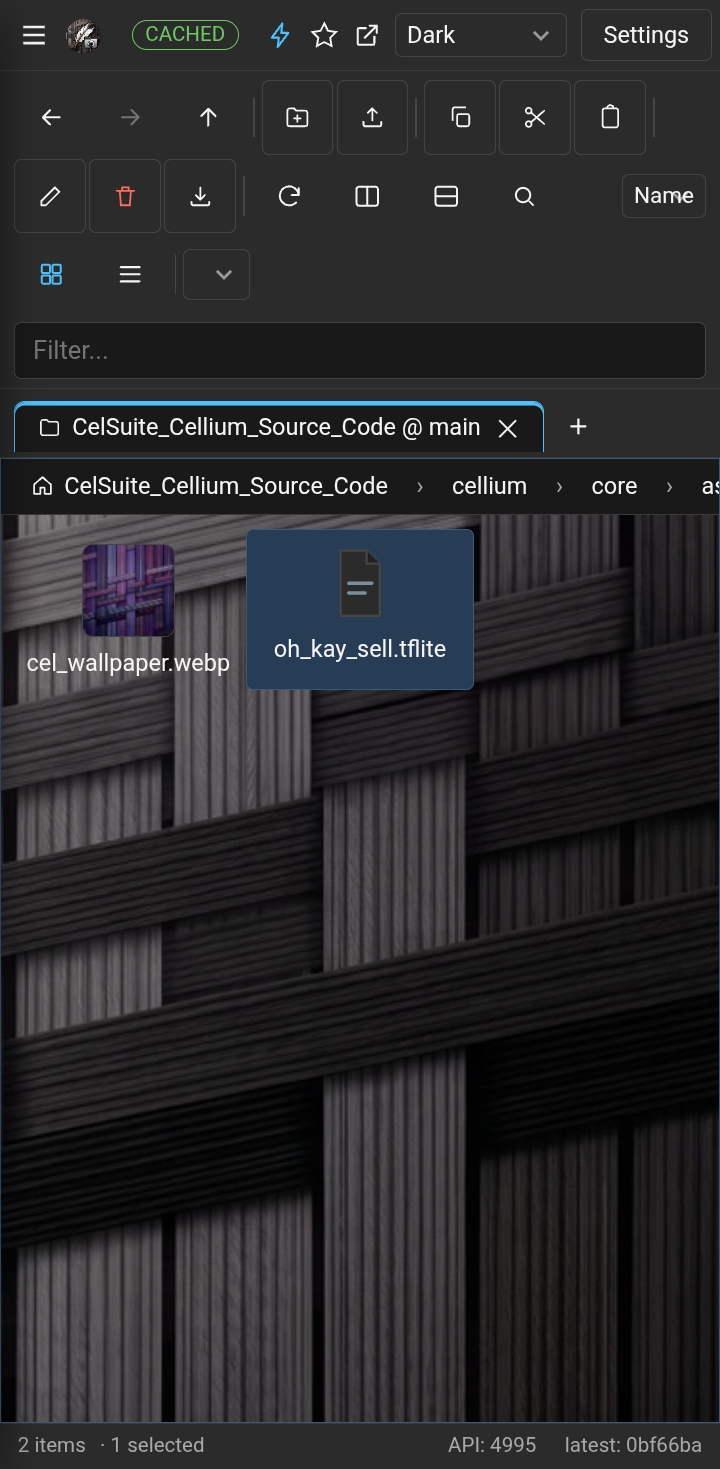 CACHED
Dark
Settings
Name
Filter...
CelSuite_Cellium_Source_Code @ main
CelSuite_Cellium_Source_Code › cellium › core ›
cel_wallpaper.webp
oh_kay_sell.tflite
2 items · 1 selected
API: 4995
latest: 0bf66ba